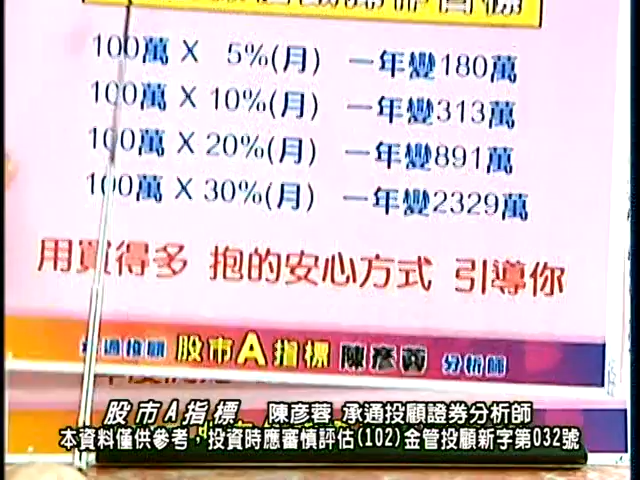 100萬 X 5%(月) 一年變180萬
100萬 X 10%(月) 一年變313萬
100萬 X 20%(月) 一年變891萬
100萬 X 30%(月) 一年變2329萬
用買得多 抱的安心方式 引導你
承通投顧 股市A指標 陳彥蓉 分析師
股市A指標 陳彦蓉 承通投顧證券分析師
本資料僅供參考，投資時應審慎評估(102)金管投顧新字第032號